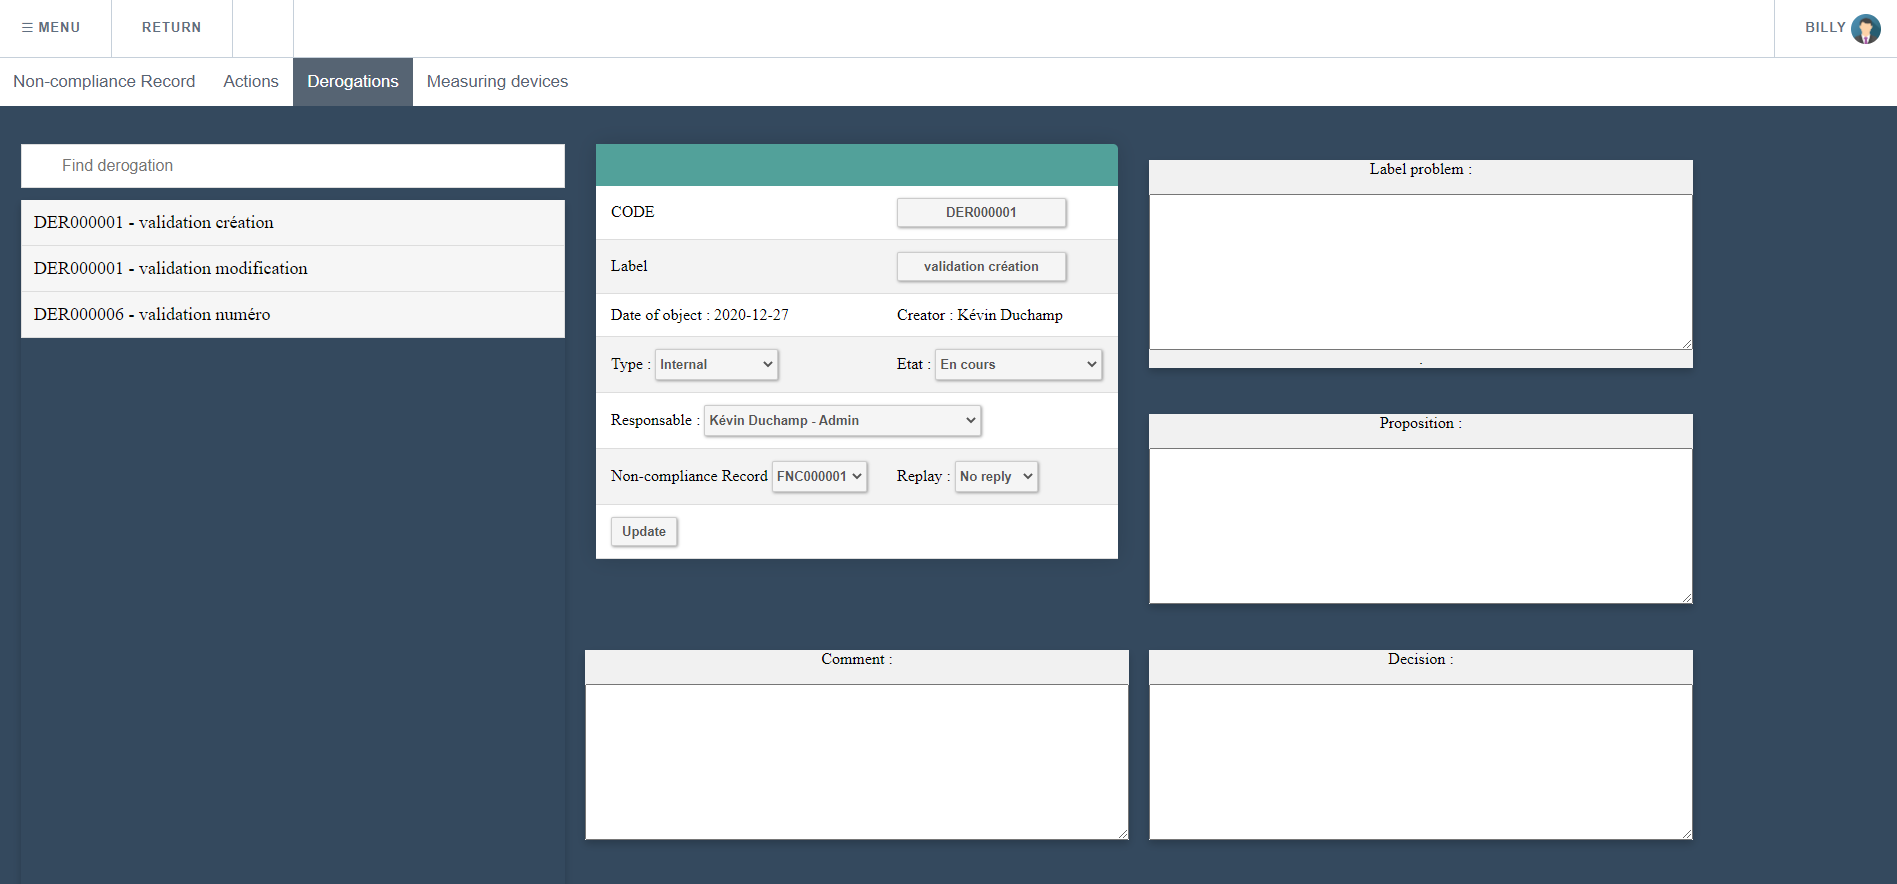 ☰ MENU
RETURN
BILLY
Non-compliance Record
Actions
Derogations
Measuring devices
Find derogation
DER000001 - validation création
DER000001 - validation modification
DER000006 - validation numéro
CODE
DER000001
Label
validation création
Date of object : 2020-12-27
Creator : Kévin Duchamp
Type : Internal
Etat : En cours
Responsable : Kévin Duchamp - Admin
Non-compliance Record FNC000001
Replay : No reply
Update
Label problem :
.
Proposition :
Comment :
Decision :